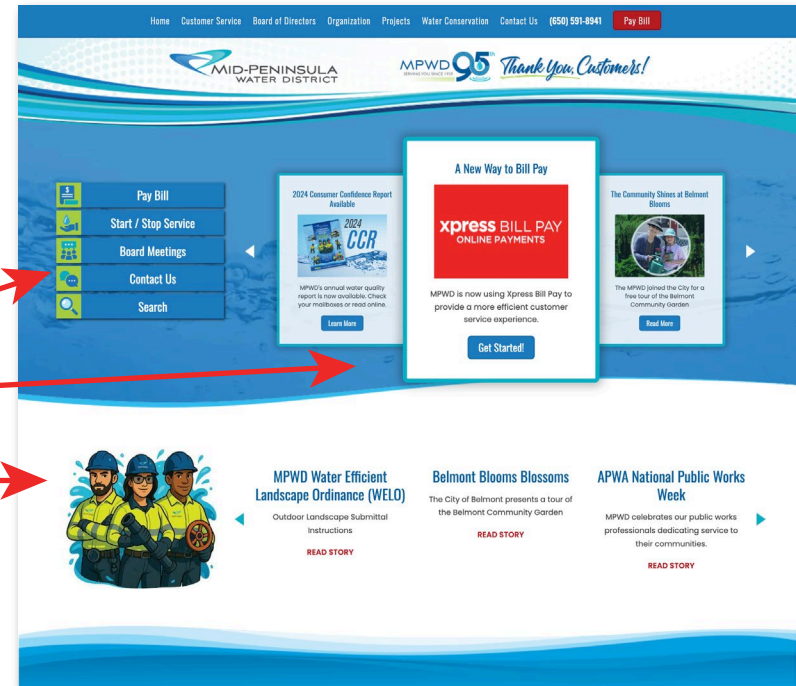 Home Customer Service Board of Directors Organization Projects Water Conservation Contact Us (650) 591-8941 Pay Bill
MID-PENINSULA
WATER DISTRICT
MPWD 95th
SERVING YOU SINCE 1929
Thank You, Customers!
Pay Bill
Start / Stop Service
Board Meetings
Contact Us
Search
2024 Consumer Confidence Report
Available
2024
CCR
MPWD's annual water quality
report is now available. Check
your mailboxes or read online.
Learn More
A New Way to Bill Pay
xpress BILL PAY
ONLINE PAYMENTS
MPWD is now using Xpress Bill Pay to
provide a more efficient customer
service experience.
Get Started!
The Community Shines at Belmont
Blooms
The MPWD joined the City for a
free tour of the Belmont
Community Garden
Read More
MPWD Water Efficient
Landscape Ordinance (WELO)
Outdoor Landscape Submittal
Instructions
READ STORY
Belmont Blooms Blossoms
The City of Belmont presents a tour of
the Belmont Community Garden
READ STORY
APWA National Public Works
Week
MPWD celebrates our public works
professionals dedicating service to
their communities.
READ STORY